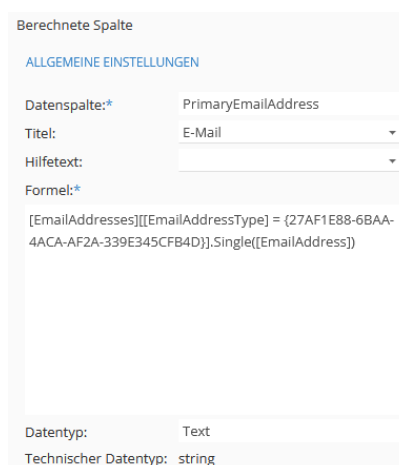 Berechnete Spalte
ALLGEMEINE EINSTELLUNGEN
Datenspalte:* PrimaryEmailAddress
Titel: E-Mail
Hilfetext:
Formel:*
[EmailAddresses][[EmailAddressType] = {27AF1E88-6BAA-
4ACA-AF2A-339E345CFB4D}].Single([EmailAddress])
Datentyp: Text
Technischer Datentyp: string